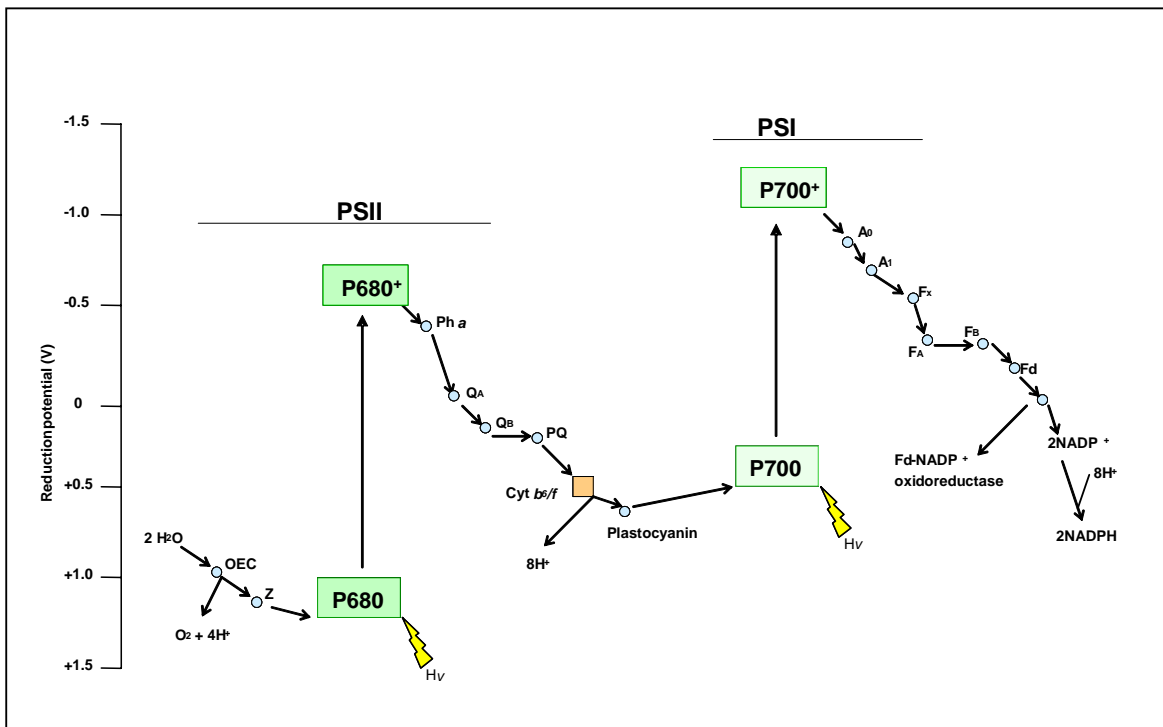 Reduction potential (V)
-1.5
-1.0
-0.5
0
+0.5
+1.0
+1.5
PSII
P680⁺
Ph a
QA
QB
PQ
Cyt b⁶/f
8H⁺
Plastocyanin
2 H₂O
OEC
Z
O₂ + 4H⁺
P680
Hν
PSI
P700⁺
A₀
A₁
Fx
FA
FB
Fd
P700
Hν
Fd-NADP ⁺
oxidoreductase
2NADP ⁺
8H⁺
2NADPH